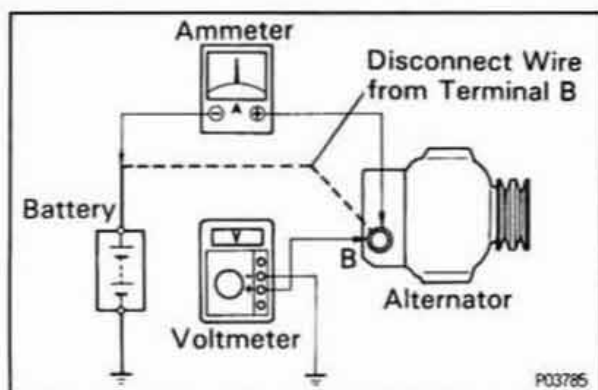 Ammeter
Disconnect Wire
from Terminal B
A
Battery
V
B
Voltmeter
Alternator
P03785